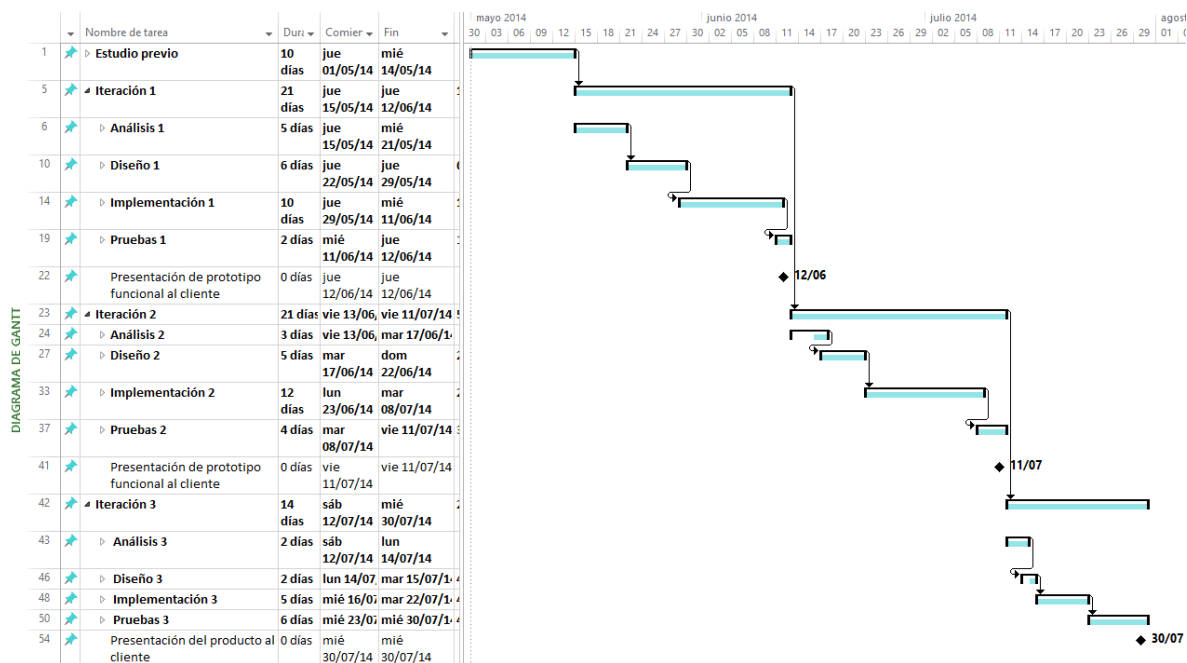 mayo 2014 junio 2014 julio 2014 agost
Nombre de tarea Dura Comier Fin 30 03 06 09 12 15 18 21 24 27 30 02 05 08 11 14 17 20 23 26 29 02 05 08 11 14 17 20 23 26 29 01 0
1 Estudio previo 10 jue mié
días 01/05/14 14/05/14
5 Iteración 1 21 jue jue
días 15/05/14 12/06/14
6 Análisis 1 5 días jue mié
15/05/14 21/05/14
10 Diseño 1 6 días jue jue
22/05/14 29/05/14
14 Implementación 1 10 jue mié
días 29/05/14 11/06/14
19 Pruebas 1 2 días mié jue
11/06/14 12/06/14
22 Presentación de prototipo 0 días jue jue 12/06
funcional al cliente 12/06/14 12/06/14
23 Iteración 2 21 días vie 13/06, vie 11/07/14
24 Análisis 2 3 días vie 13/06, mar 17/06/14
27 Diseño 2 5 días mar dom
17/06/14 22/06/14
33 Implementación 2 12 lun mar
días 23/06/14 08/07/14
37 Pruebas 2 4 días mar vie 11/07/14
08/07/14
41 Presentación de prototipo 0 días vie vie 11/07/14 11/07
funcional al cliente 11/07/14
42 Iteración 3 14 sáb mié
días 12/07/14 30/07/14
43 Análisis 3 2 días sáb lun
12/07/14 14/07/14
46 Diseño 3 2 días lun 14/07, mar 15/07/14
48 Implementación 3 5 días mié 16/07 mar 22/07/14
50 Pruebas 3 6 días mié 23/07 mié 30/07/14
54 Presentación del producto al 0 días mié mié 30/07
cliente 30/07/14 30/07/14
DIAGRAMA DE GANTT